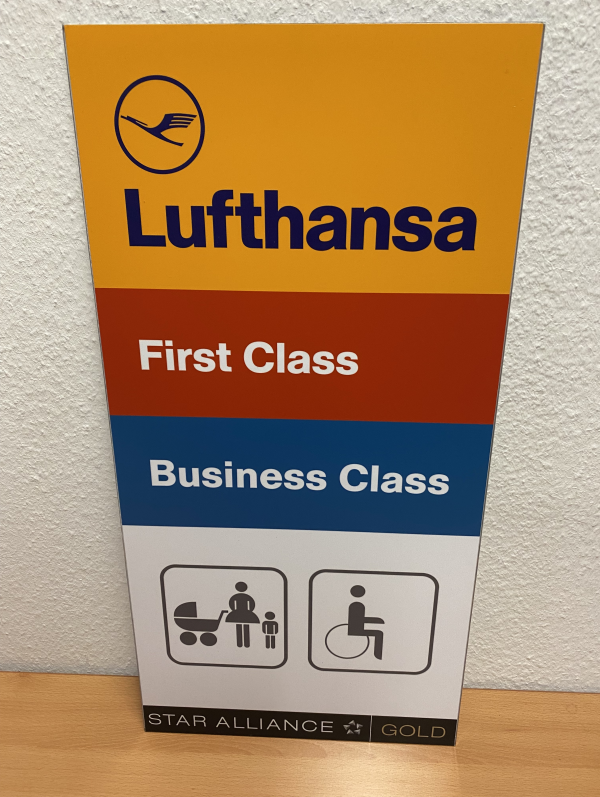 Lufthansa
First Class
Business Class
STAR ALLIANCE GOLD